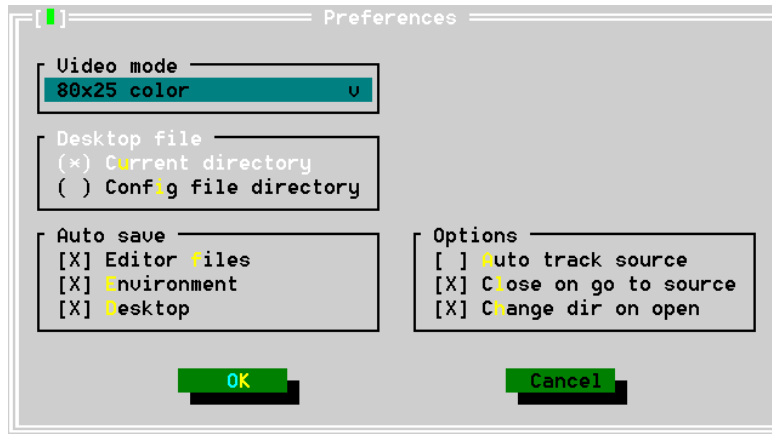 [■] Preferences
Video mode
80x25 color v
Desktop file
(*) Current directory
( ) Config file directory
Auto save
[X] Editor files
[X] Environment
[X] Desktop
Options
[ ] Auto track source
[X] Close on go to source
[X] Change dir on open
OK
Cancel